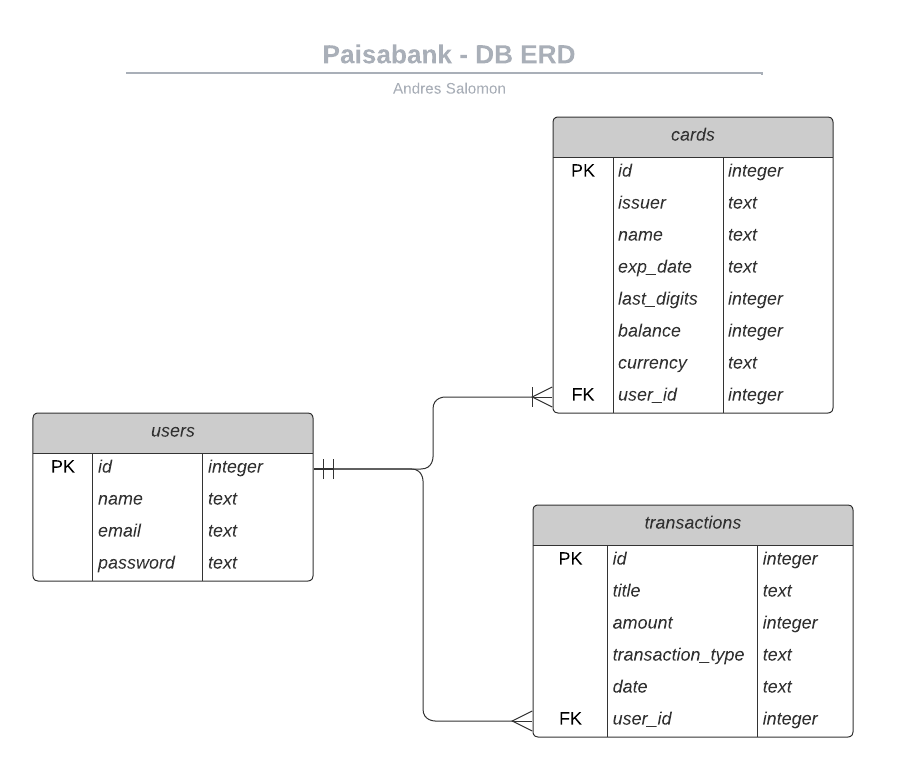 Paisabank - DB ERD
Andres Salomon
cards
PK id integer
issuer text
name text
exp_date text
last_digits integer
balance integer
currency text
FK user_id integer
users
PK id integer
name text
email text
password text
transactions
PK id integer
title text
amount integer
transaction_type text
date text
FK user_id integer